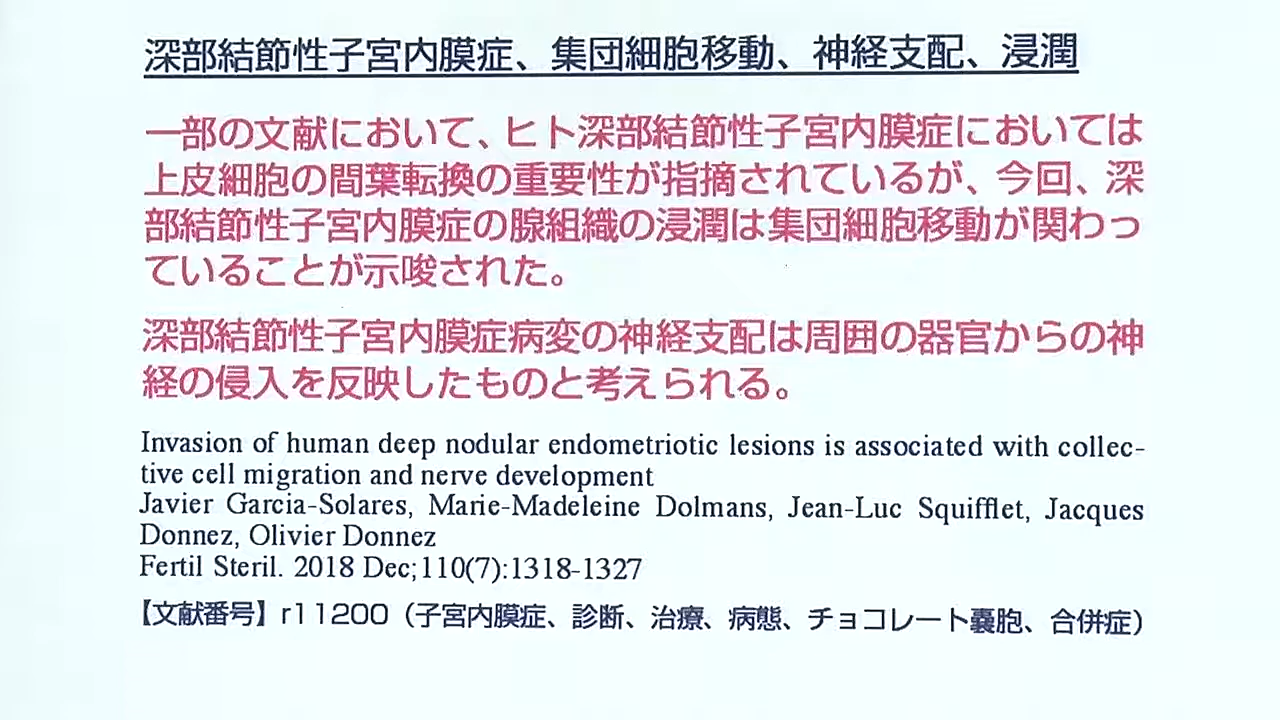 深部結節性子宮内膜症、集団細胞移動、神経支配、浸潤
一部の文献において、ヒト深部結節性子宮内膜症においては
上皮細胞の間葉転換の重要性が指摘されているが、今回、深
部結節性子宮内膜症の腺組織の浸潤は集団細胞移動が関わっ
ていることが示唆された。
深部結節性子宮内膜症病変の神経支配は周囲の器官からの神
経の侵入を反映したものと考えられる。
Invasion of human deep nodular endometriotic lesions is associated with collec-
tive cell migration and nerve development
Javier Garcia-Solares, Marie-Madeleine Dolmans, Jean-Luc Squifflet, Jacques
Donnez, Olivier Donnez
Fertil Steril. 2018 Dec;110(7):1318-1327
【文献番号】r11200（子宮内膜症、診断、治療、病態、チョコレート嚢胞、合併症）